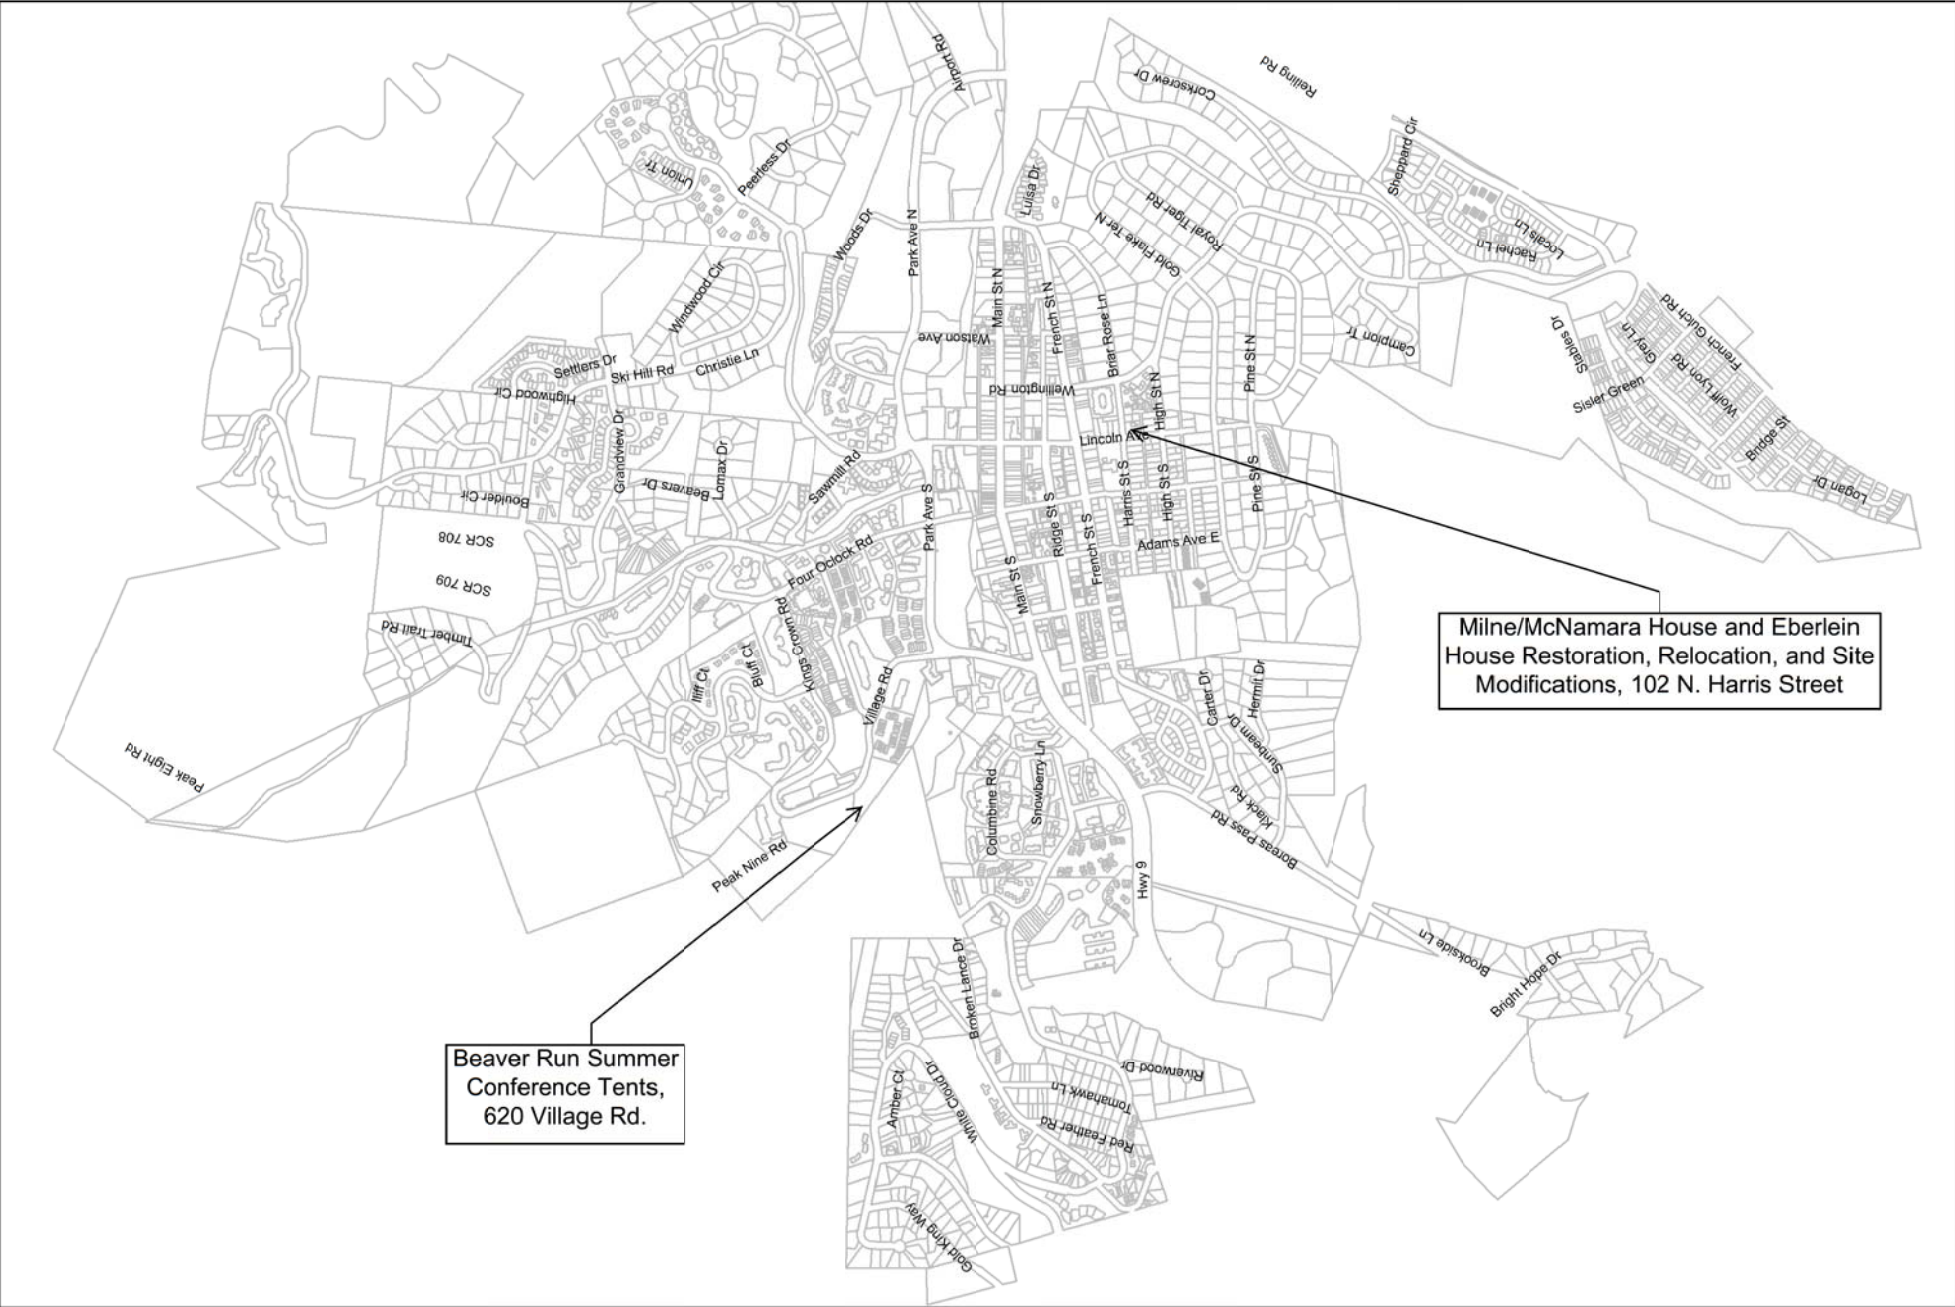 Airport Rd
Reiling Rd
Corkscrew Dr
Sheppard Cir
Union Tr
Peerless Dr
Luisa Dr
Royal Tiger Rd
Gold Flake Ter N
Locals Ln
Rachel Ln
Woods Dr
Park Ave N
Windwood Cir
Main St N
French St N
Briar Rose Ln
Watson Ave
Campion Tr
Pine St N
Stables Dr
Grey Ln
French Gulch Rd
Wolff Lyon Rd
Sisler Green
Bridge St
Logan Dr
Settlers Dr
Ski Hill Rd
Christie Ln
Highwood Cir
Wellington Rd
High St N
Lincoln Ave
Grandview Dr
Lomax Dr
Beavers Dr
Sawmill Rd
Boulder Cir
SCR 708
SCR 709
Park Ave S
Ridge St S
French St S
Harris St S
High St S
Pine St S
Adams Ave E
Four Oclock Rd
Main St S
Timber Trail Rd
Kings Crown Rd
Bluff Ct
Iliff Ct
Village Rd
Carter Dr
Hermit Dr
Sunbeam Dr
Klack Rd
Boreas Pass Rd
Milne/McNamara House and Eberlein
House Restoration, Relocation, and Site
Modifications, 102 N. Harris Street
Peak Eight Rd
Peak Nine Rd
Columbine Rd
Snowberry Ln
Hwy 9
Brookside Ln
Bright Hope Dr
Broken Lance Dr
Beaver Run Summer
Conference Tents,
620 Village Rd.
Amber Ct
White Cloud Dr
Riverwood Dr
Tomahawk Ln
Red Feather Rd
Gold King Way